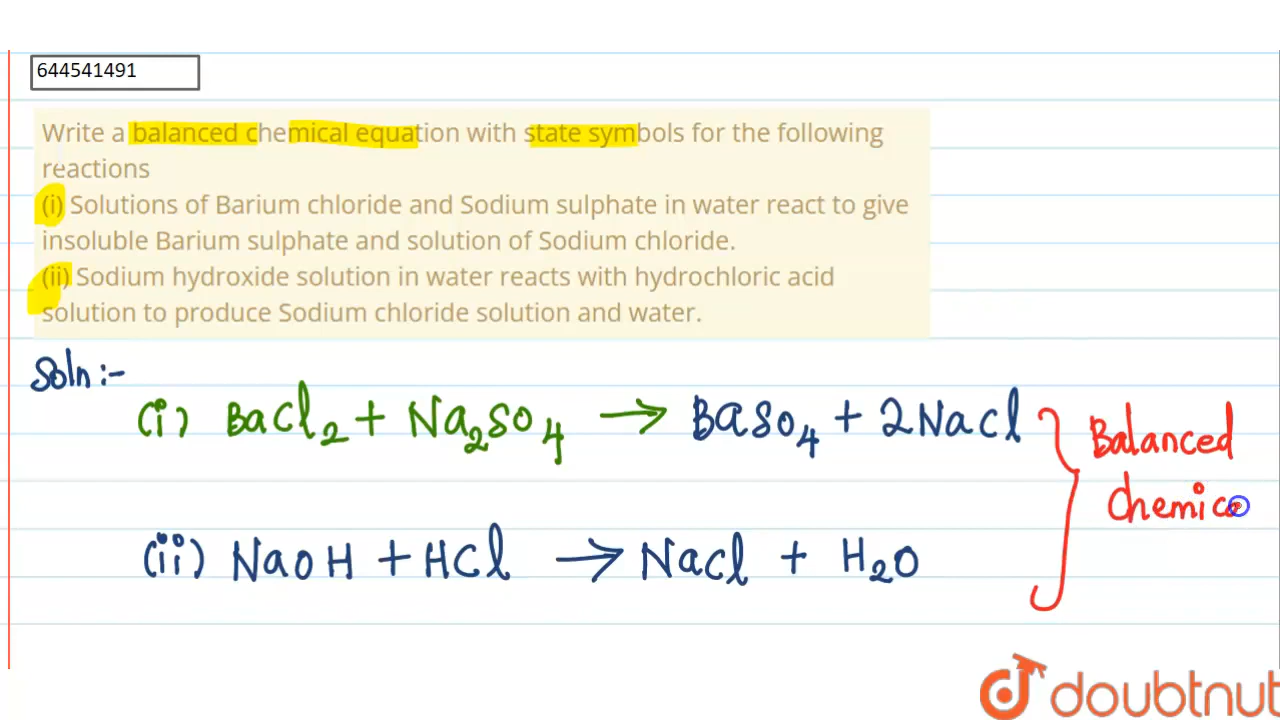 644541491
Write a balanced chemical equation with state symbols for the following
reactions
(i) Solutions of Barium chloride and Sodium sulphate in water react to give
insoluble Barium sulphate and solution of Sodium chloride.
(ii) Sodium hydroxide solution in water reacts with hydrochloric acid
solution to produce Sodium chloride solution and water.
Soln :-
(i) BaCl2 + Na2SO4 → BaSO4 + 2NaCl
Balanced
Chemica
(ii) NaOH + HCl → NaCl + H2O
doubtnut